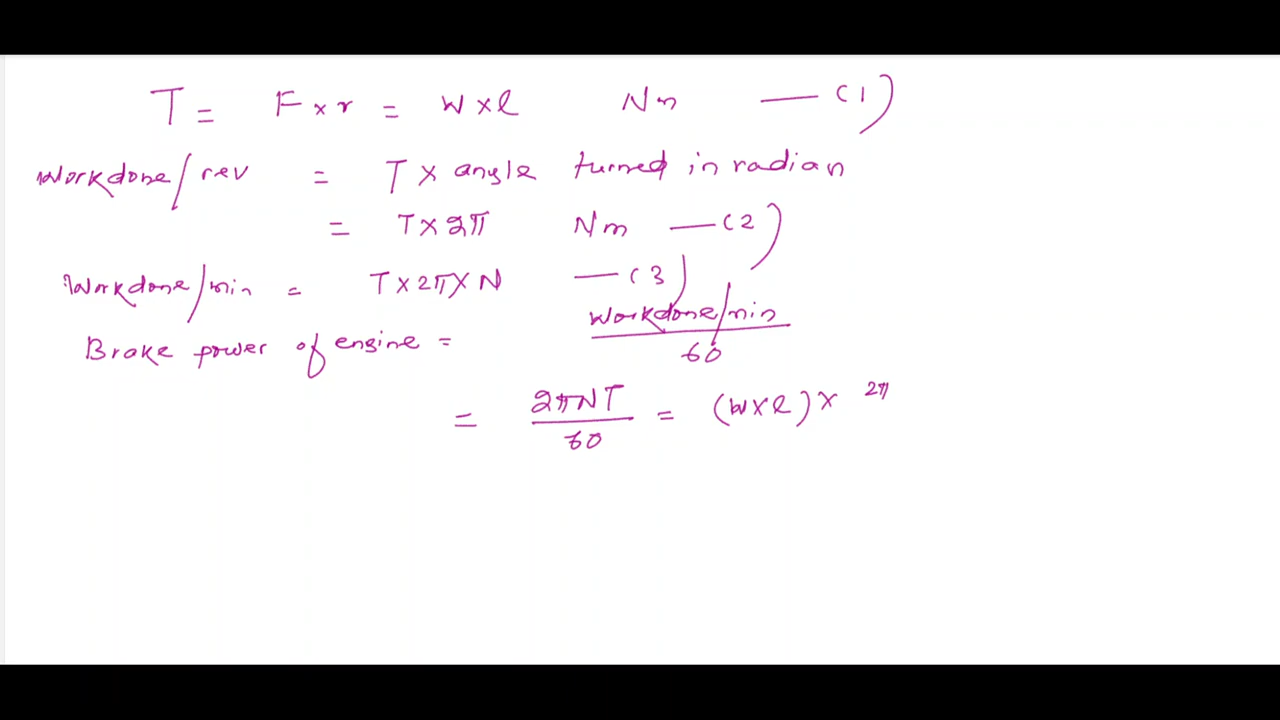 T = F × r = W × l Nm — (1)
Workdone/rev = T × angle turned in radian
= T × 2π Nm — (2)
Workdone/min = T × 2π × N — (3)
Brake power of engine = Workdone/min / 60
= 2πNT / 60 = (W × l) × 2π